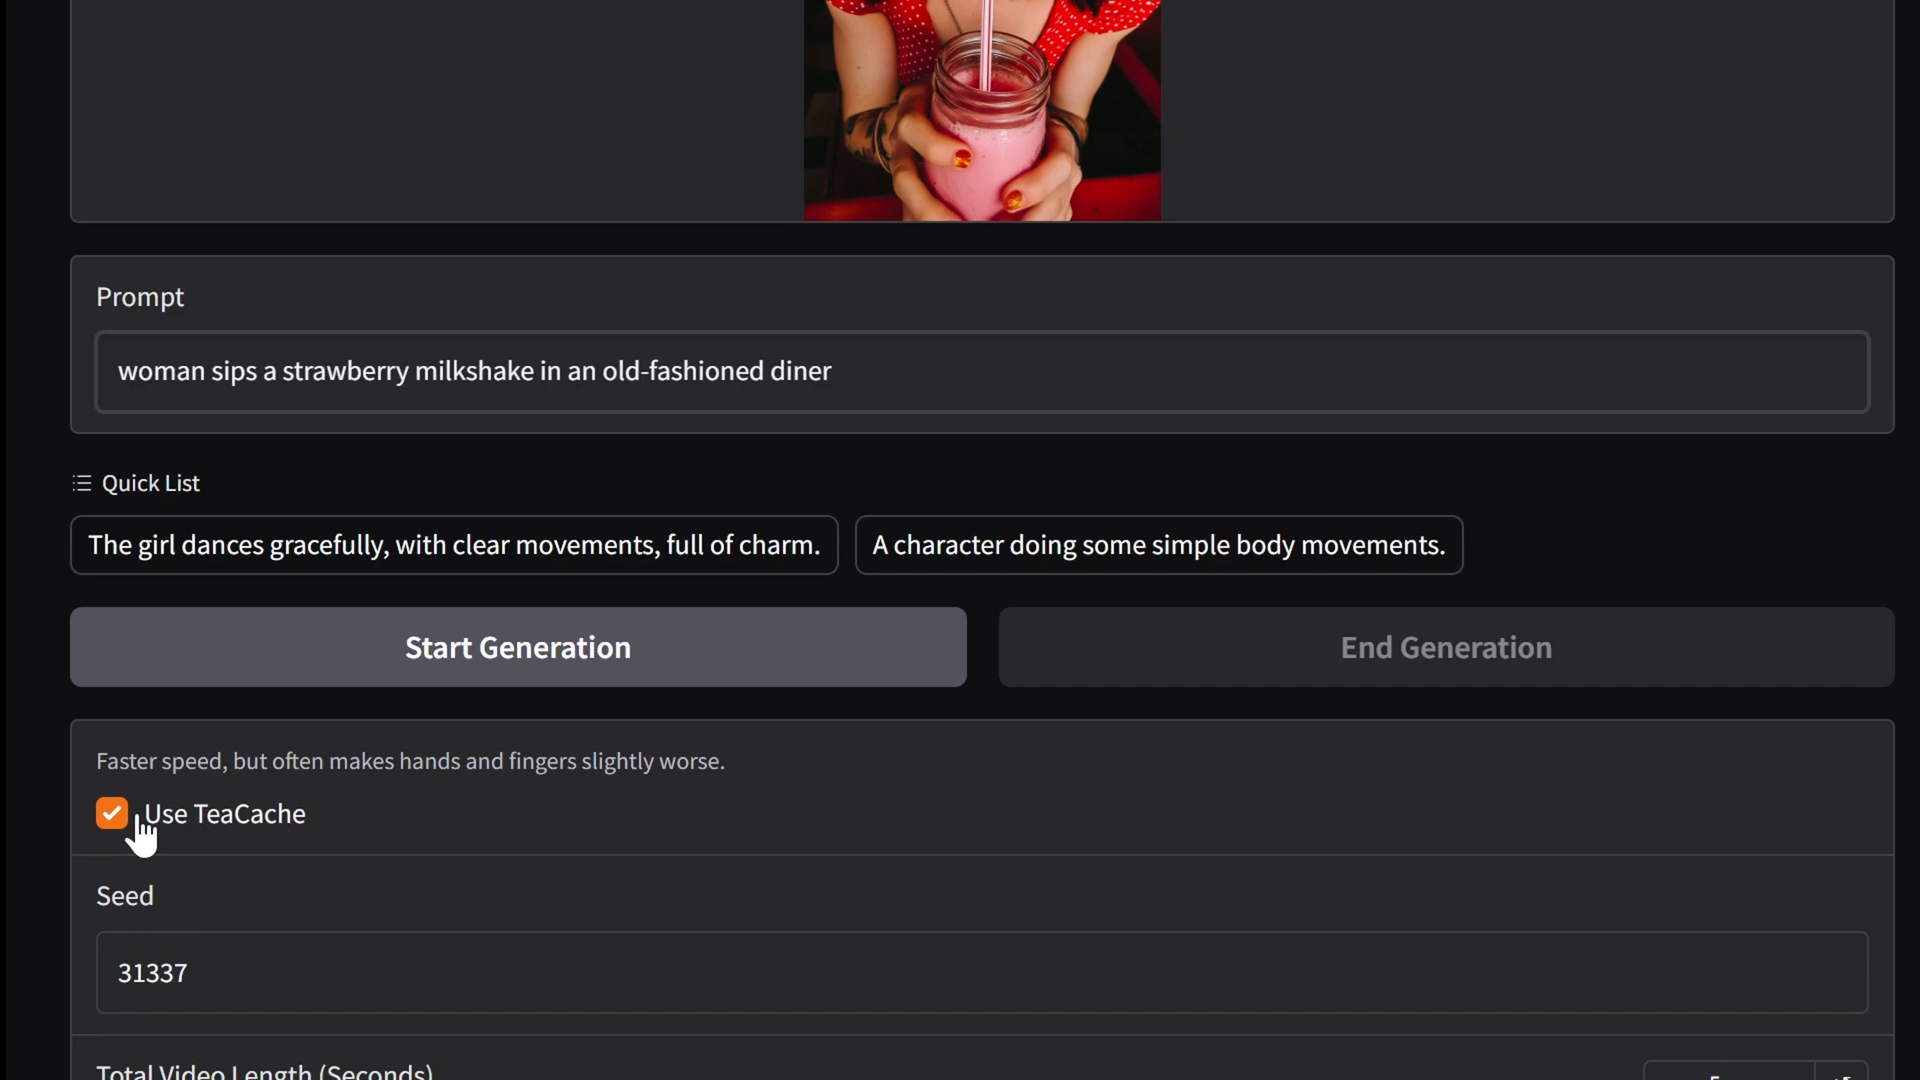 Prompt
woman sips a strawberry milkshake in an old-fashioned diner
Quick List
The girl dances gracefully, with clear movements, full of charm.
A character doing some simple body movements.
Start Generation
End Generation
Faster speed, but often makes hands and fingers slightly worse.
Use TeaCache
Seed
31337
Total Video Length (Seconds)